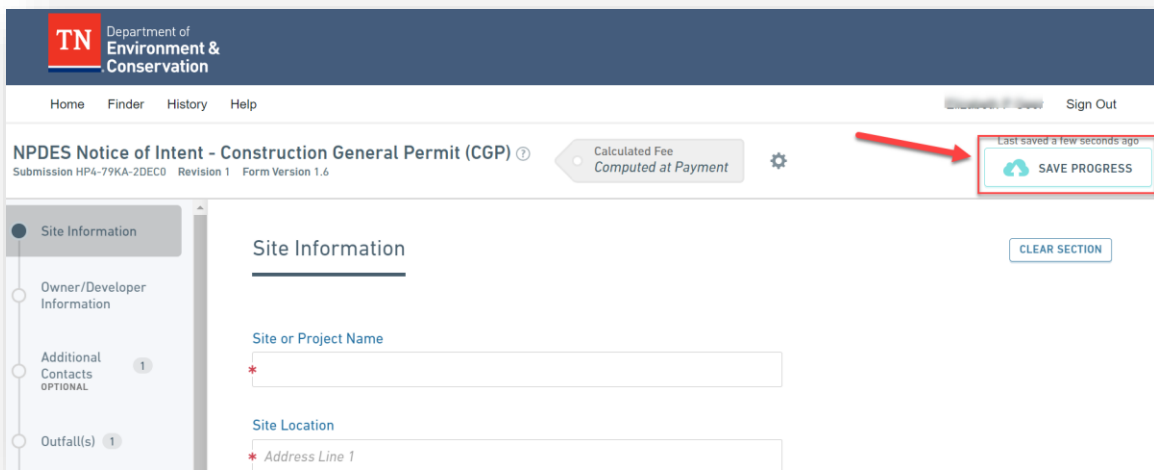 TN
Department of
Environment &
Conservation
Home Finder History Help Sign Out
NPDES Notice of Intent - Construction General Permit (CGP) ?
Submission HP4-79KA-2DEC0 Revision 1 Form Version 1.6
Calculated Fee
Computed at Payment
Last saved a few seconds ago
SAVE PROGRESS
Site Information
Owner/Developer
Information
Additional
Contacts 1
OPTIONAL
Outfall(s) 1
Site Information
CLEAR SECTION
Site or Project Name
*
Site Location
* Address Line 1